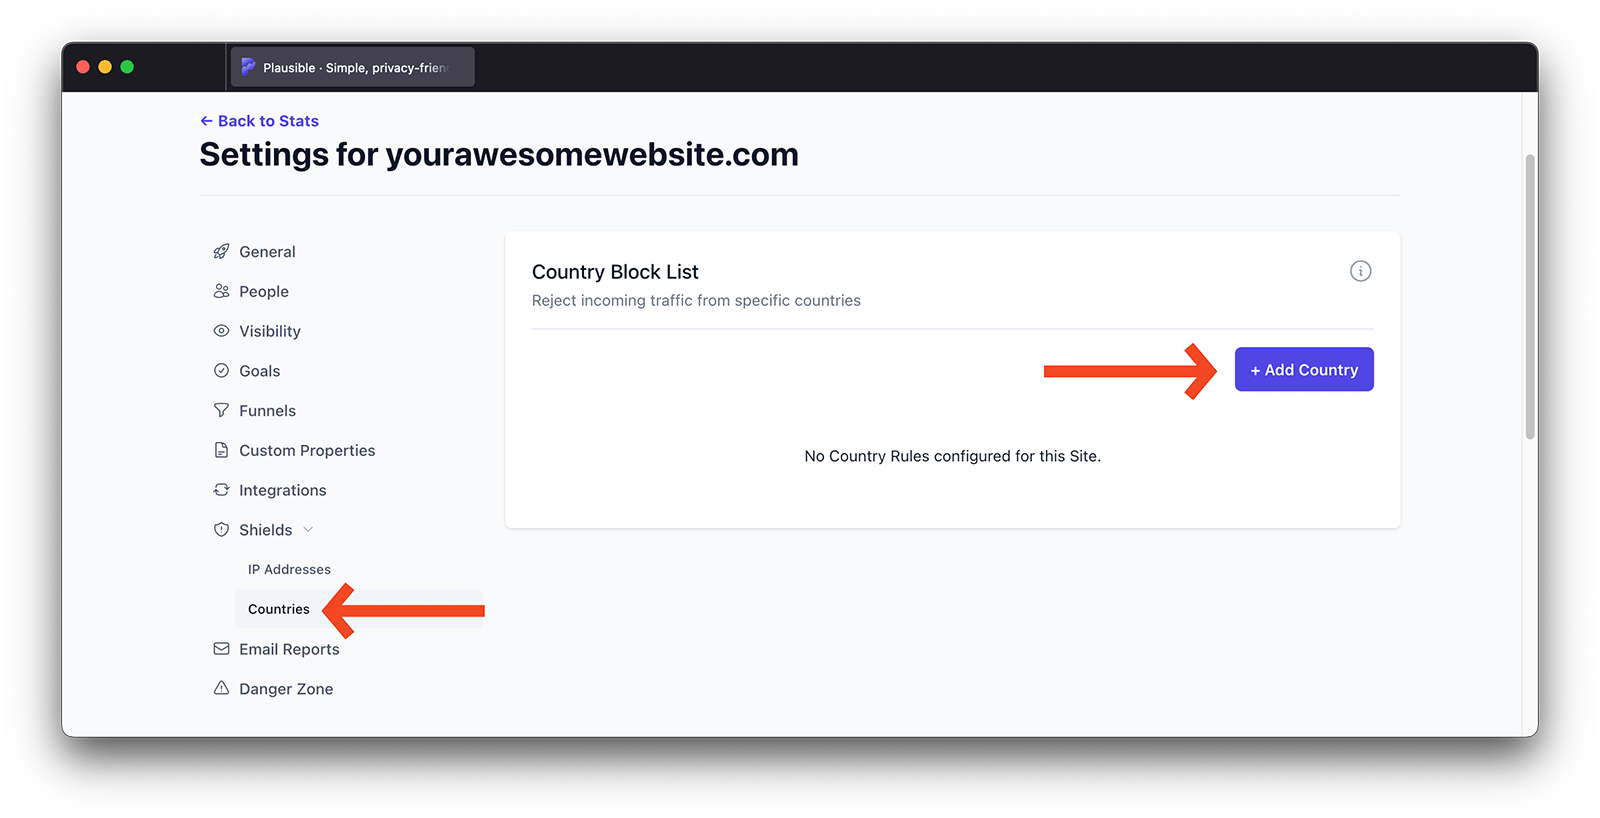 Plausible · Simple, privacy-frien
← Back to Stats
Settings for yourawesomewebsite.com
General
People
Visibility
Goals
Funnels
Custom Properties
Integrations
Shields
IP Addresses
Countries
Email Reports
Danger Zone
Country Block List
Reject incoming traffic from specific countries
+ Add Country
No Country Rules configured for this Site.